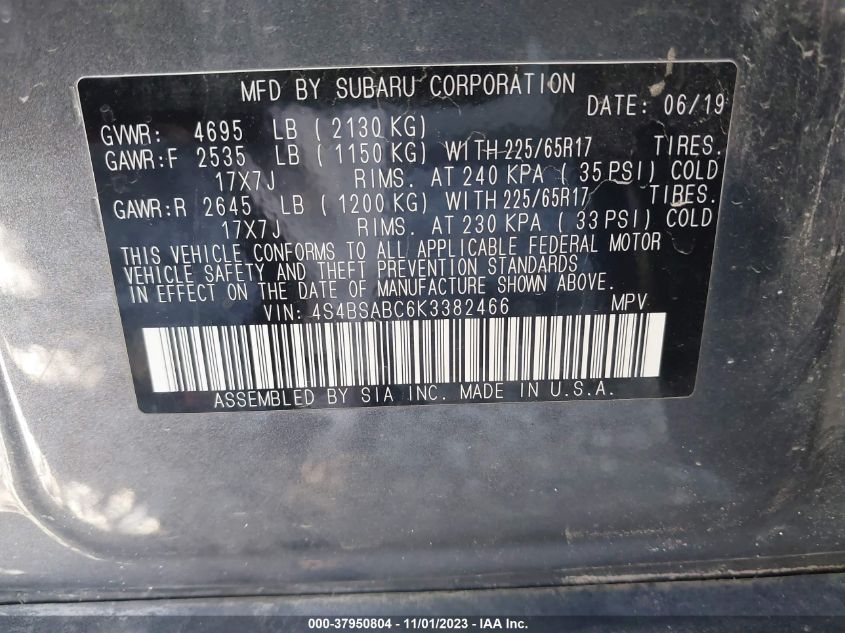 MFD BY SUBARU CORPORATION
DATE: 06/19
GVWR: 4695 LB ( 2130 KG)
GAWR:F 2535 LB ( 1150 KG) WITH 225/65R17 TIRES.
17X7J RIMS. AT 240 KPA ( 35 PSI) COLD
GAWR:R 2645 LB ( 1200 KG) WITH 225/65R17 TIRES.
17X7J RIMS. AT 230 KPA ( 33 PSI) COLD
THIS VEHICLE CONFORMS TO ALL APPLICABLE FEDERAL MOTOR
VEHICLE SAFETY AND THEFT PREVENTION STANDARDS
IN EFFECT ON THE DATE OF MANUFACTURE SHOWN ABOVE.
VIN: 4S4BSABC6K3382466 MPV
ASSEMBLED BY SIA INC. MADE IN U.S.A.
000-37950804 - 11/01/2023 - IAA Inc.